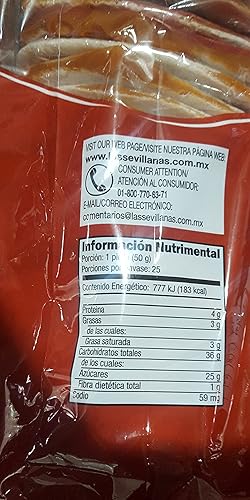 VISIT OUR WEB PAGE/VISITE NUESTRA PÁGINA WEB:
www.lassevillanas.com.mx
CONSUMER ATTENTION/
ATENCIÓN AL CONSUMIDOR:
01-800-770-63-71
E-MAIL/CORREO ELECTRÓNICO:
comentarios@lassevillanas.com.mx
Información Nutrimental
Porción: 1 (50 g)
Porciones por envase: 25
Contenido Energético: 777 kJ (183 kcal)
Proteína 4 g
Grasas 3 g
de las cuales:
Grasa saturada 3 g
Carbohidratos totales 36 g
de los cuales:
Azúcares 25 g
Fibra dietética total 1 g
Sodio 59 mg